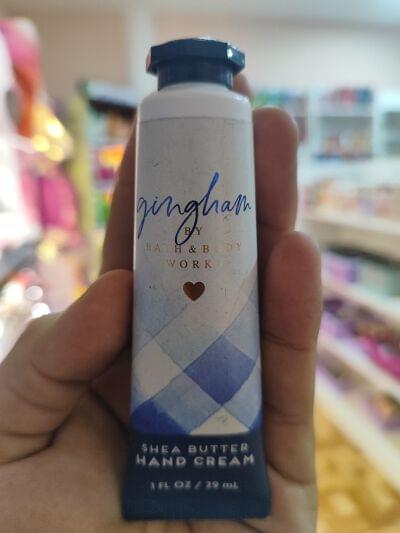 gingham
BY
BATH & BODY
WORK
SHEA BUTTER
HAND CREAM
1 FL OZ / 29 mL